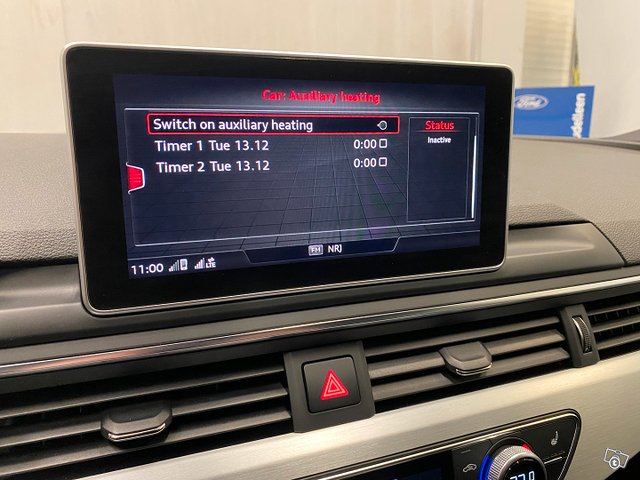 Car: Auxiliary heating
Switch on auxiliary heating
Timer 1 Tue 13.12 0:00
Timer 2 Tue 13.12 0:00
Status
Inactive
FM NRJ
11:00 LTE
Ford